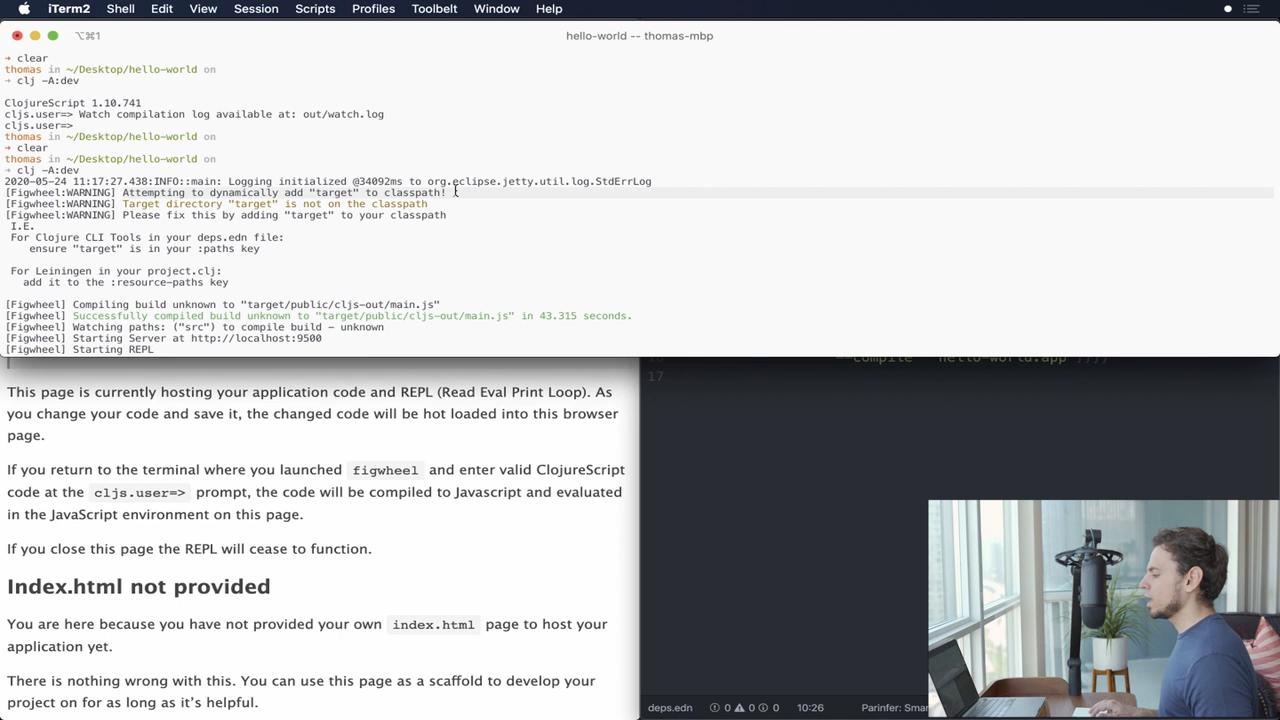 iTerm2 Shell Edit View Session Scripts Profiles Toolbelt Window Help
⌥⌘1 hello-world -- thomas-mbp
➜ clear
thomas in ~/Desktop/hello-world on
➜ clj -A:dev
ClojureScript 1.10.741
cljs.user=> Watch compilation log available at: out/watch.log
cljs.user=>
thomas in ~/Desktop/hello-world on
➜ clear
thomas in ~/Desktop/hello-world on
➜ clj -A:dev
2020-05-24 11:17:27.438:INFO::main: Logging initialized @34092ms to org.eclipse.jetty.util.log.StdErrLog
[Figwheel:WARNING] Attempting to dynamically add "target" to classpath!
[Figwheel:WARNING] Target directory "target" is not on the classpath
[Figwheel:WARNING] Please fix this by adding "target" to your classpath
I.E.
For Clojure CLI Tools in your deps.edn file:
ensure "target" is in your :paths key
For Leiningen in your project.clj:
add it to the :resource-paths key
[Figwheel] Compiling build unknown to "target/public/cljs-out/main.js"
[Figwheel] Successfully compiled build unknown to "target/public/cljs-out/main.js" in 43.315 seconds.
[Figwheel] Watching paths: ("src") to compile build - unknown
[Figwheel] Starting Server at http://localhost:9500
[Figwheel] Starting REPL
This page is currently hosting your application code and REPL (Read Eval Print Loop). As
you change your code and save it, the changed code will be hot loaded into this browser
page.
If you return to the terminal where you launched figwheel and enter valid ClojureScript
code at the cljs.user=> prompt, the code will be compiled to Javascript and evaluated
in the JavaScript environment on this page.
If you close this page the REPL will cease to function.
Index.html not provided
You are here because you have not provided your own index.html page to host your
application yet.
There is nothing wrong with this. You can use this page as a scaffold to develop your
project on for as long as it's helpful.
17
deps.edn 0 0 0 10:26 Parinfer: